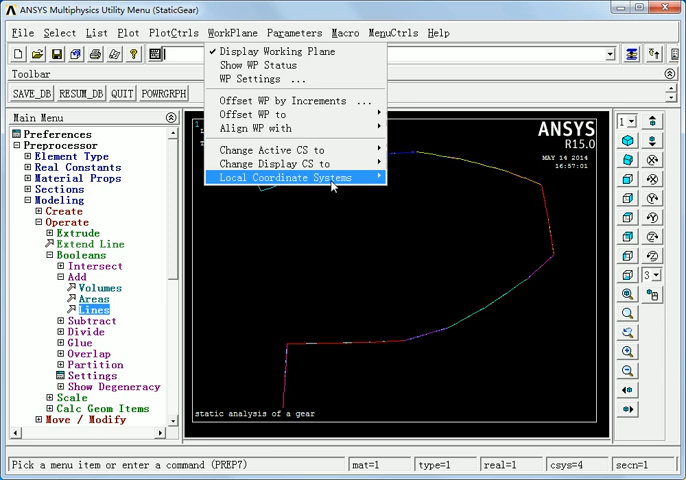 ANSYS Multiphysics Utility Menu (StaticGear)
File Select List Plot PlotCtrls WorkPlane Parameters Macro MenuCtrls Help
Toolbar
SAVE_DB RESUM_DB QUIT POWRGRPH
Main Menu
Preferences
Preprocessor
Element Type
Real Constants
Material Props
Sections
Modeling
Create
Operate
Extrude
Extend Line
Booleans
Intersect
Add
Volumes
Areas
Lines
Subtract
Divide
Glue
Overlap
Partition
Settings
Show Degeneracy
Scale
Calc Geom Items
Move / Modify
✓ Display Working Plane
Show WP Status
WP Settings ...
Offset WP by Increments ...
Offset WP to
Align WP with
Change Active CS to
Change Display CS to
Local Coordinate Systems
1
ANSYS
R15.0
MAY 14 2014
16:57:01
static analysis of a gear
1
3
Pick a menu item or enter a command (PREP7)
mat=1
type=1
real=1
csys=4
secn=1